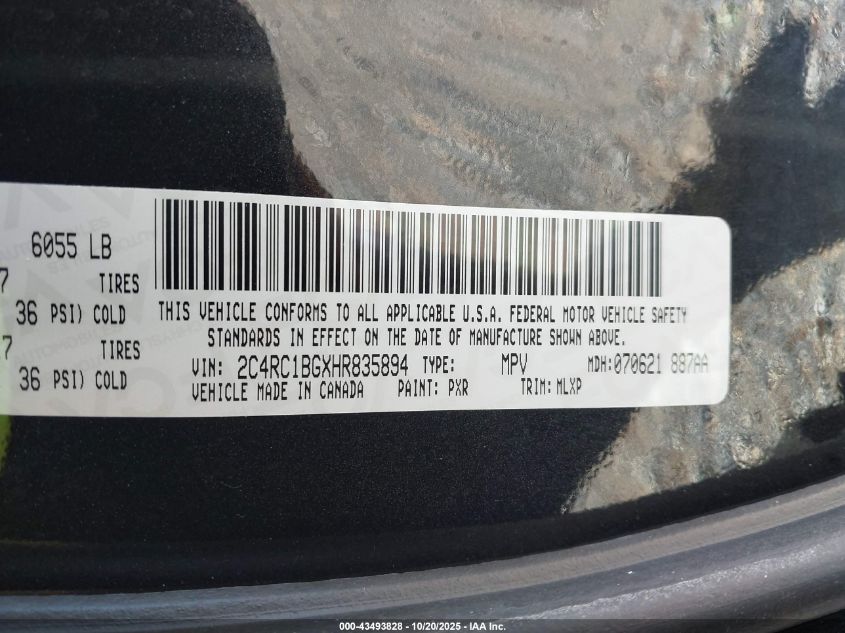 6055 LB
7 TIRES
36 PSI) COLD
7 TIRES
36 PSI) COLD
THIS VEHICLE CONFORMS TO ALL APPLICABLE U.S.A. FEDERAL MOTOR VEHICLE SAFETY
STANDARDS IN EFFECT ON THE DATE OF MANUFACTURE SHOWN ABOVE.
VIN: 2C4RC1BGXHR835894 TYPE: MPV MDH:070621 887AA
VEHICLE MADE IN CANADA PAINT: PXR TRIM: MLXP
000-43493828 - 10/20/2025 - IAA Inc.